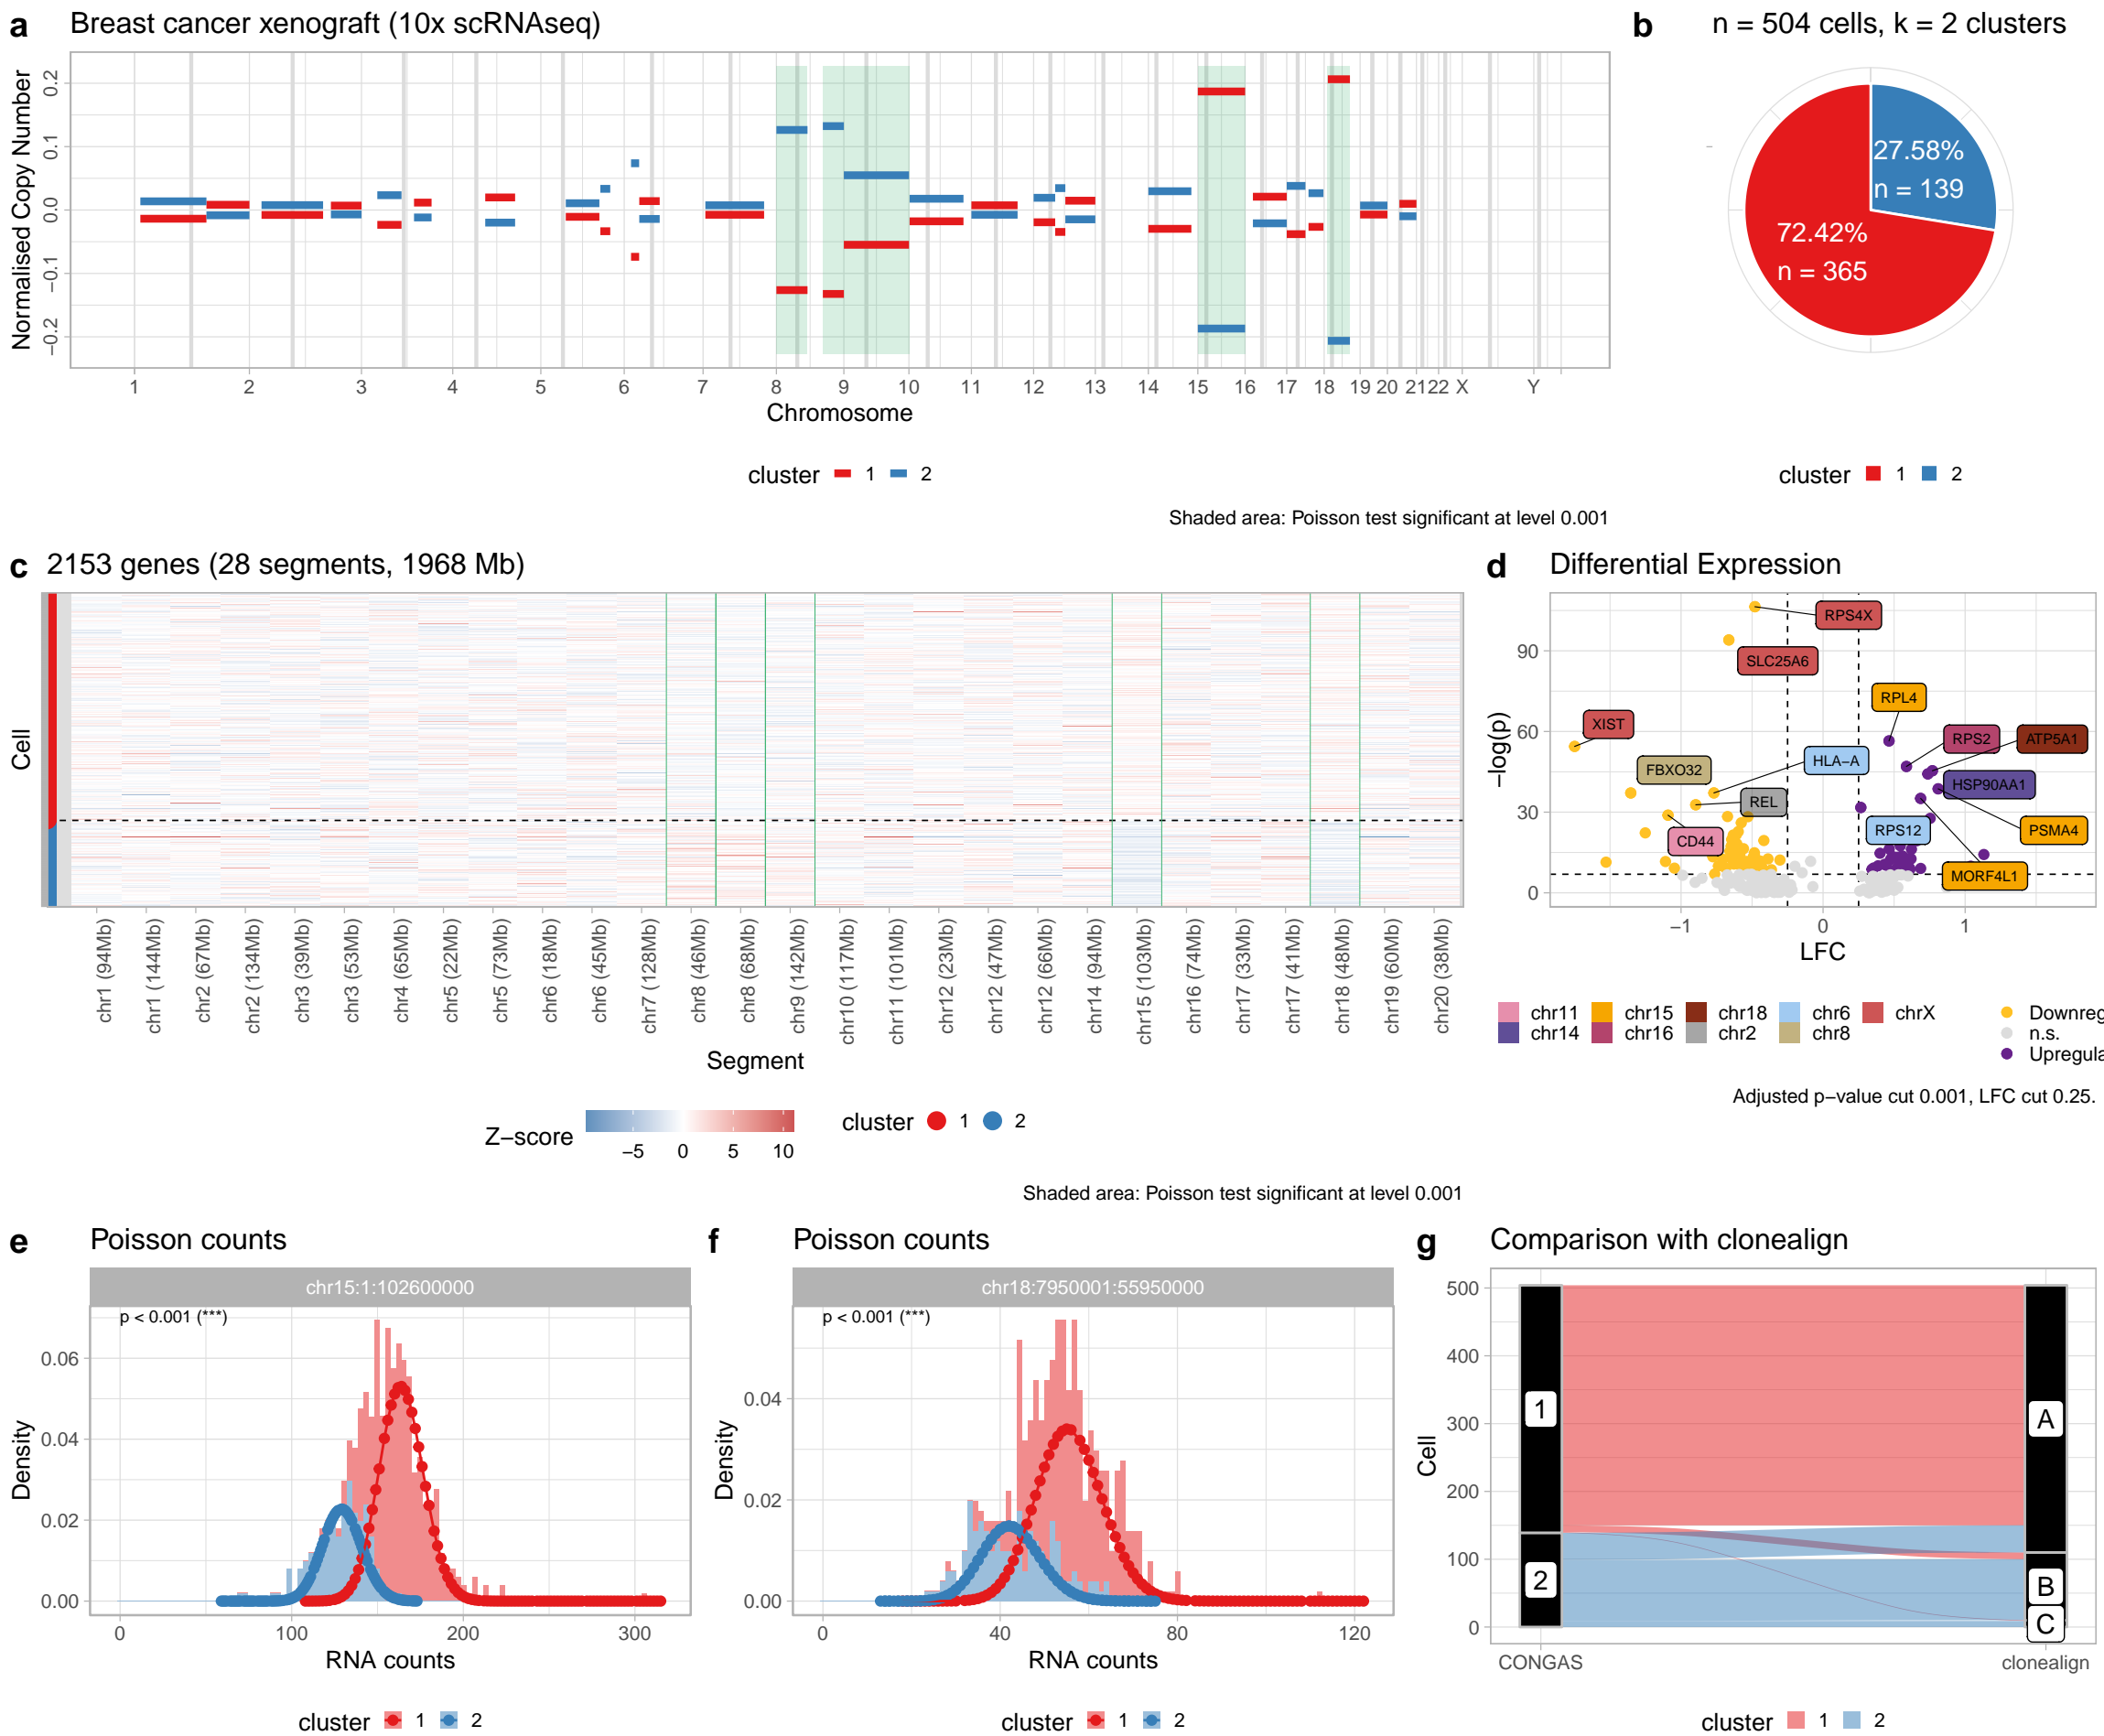 a Breast cancer xenograft (10x scRNAseq)
Normalised Copy Number
0.2
0.1
0.0
−0.1
−0.2
1 2 3 4 5 6 7 8 9 10 11 12 13 14 15 16 17 18 19 20 21 22 X Y
Chromosome
cluster 1 2
Shaded area: Poisson test significant at level 0.001
b n = 504 cells, k = 2 clusters
27.58%
n = 139
72.42%
n = 365
cluster 1 2
c 2153 genes (28 segments, 1968 Mb)
Cell
chr1 (94Mb)
chr1 (144Mb)
chr2 (67Mb)
chr2 (134Mb)
chr3 (39Mb)
chr3 (53Mb)
chr4 (65Mb)
chr5 (22Mb)
chr5 (73Mb)
chr6 (18Mb)
chr6 (45Mb)
chr7 (128Mb)
chr8 (46Mb)
chr8 (68Mb)
chr9 (142Mb)
chr10 (117Mb)
chr11 (101Mb)
chr12 (23Mb)
chr12 (47Mb)
chr12 (66Mb)
chr14 (94Mb)
chr15 (103Mb)
chr16 (74Mb)
chr17 (33Mb)
chr17 (41Mb)
chr18 (48Mb)
chr19 (60Mb)
chr20 (38Mb)
Segment
Z−score
−5 0 5 10
cluster 1 2
Shaded area: Poisson test significant at level 0.001
d Differential Expression
−log(p)
90
60
30
0
RPS4X
SLC25A6
RPL4
XIST
RPS2
ATP5A1
HLA−A
FBXO32
HSP90AA1
REL
RPS12
PSMA4
CD44
MORF4L1
−1 0 1
LFC
chr11 chr15 chr18 chr6 chrX
chr14 chr16 chr2 chr8
Downreg
n.s.
Upregula
Adjusted p−value cut 0.001, LFC cut 0.25.
e Poisson counts
chr15:1:102600000
p < 0.001 (***)
Density
0.06
0.04
0.02
0.00
0 100 200 300
RNA counts
cluster 1 2
f Poisson counts
chr18:7950001:55950000
p < 0.001 (***)
Density
0.04
0.02
0.00
0 40 80 120
RNA counts
cluster 1 2
g Comparison with clonealign
Cell
500
400
300
200
100
0
1
2
A
B
C
CONGAS clonealign
cluster 1 2